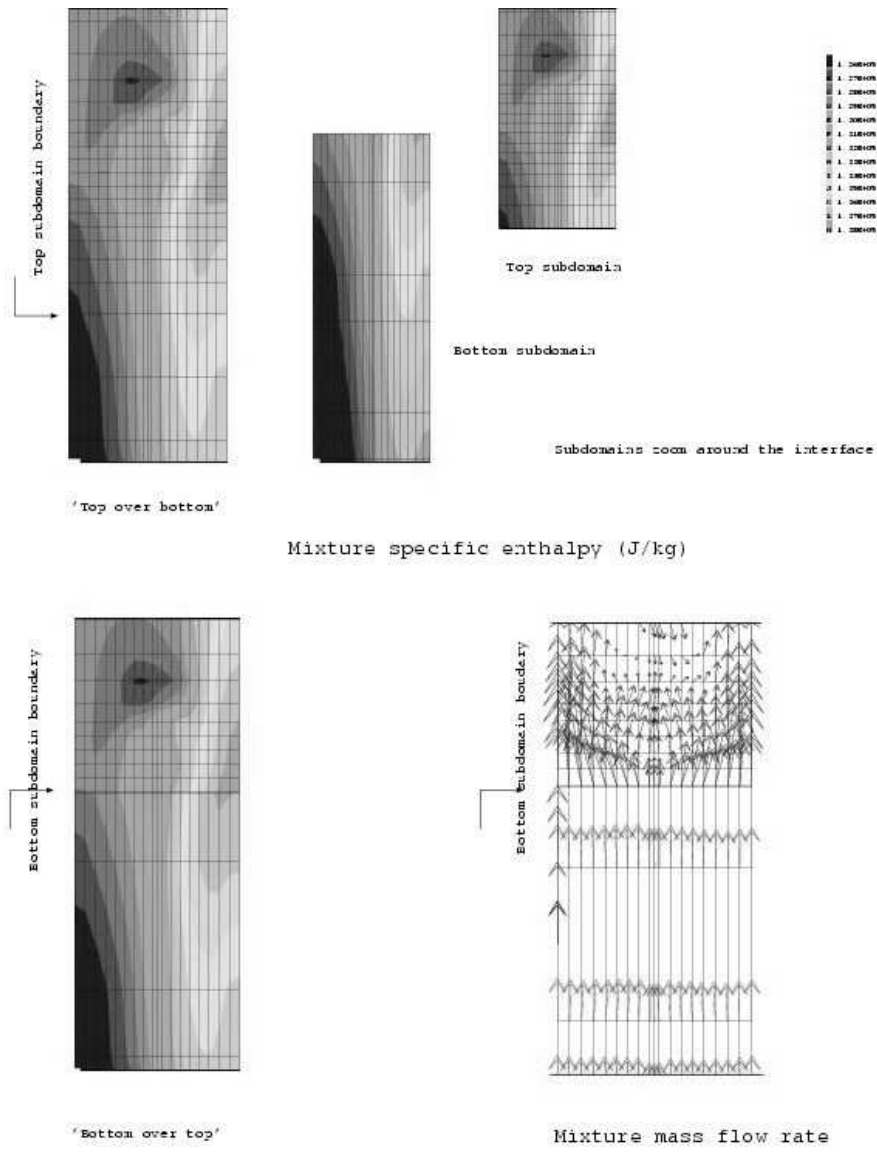 Top subdomain boundary
Top subdomain
Bottom subdomain
Subdomains zoom around the interface
'Top over bottom'
Mixture specific enthalpy (J/kg)
Bottom subdomain boundary
Bottom subdomain boudary
'Bottom over top'
Mixture mass flow rate